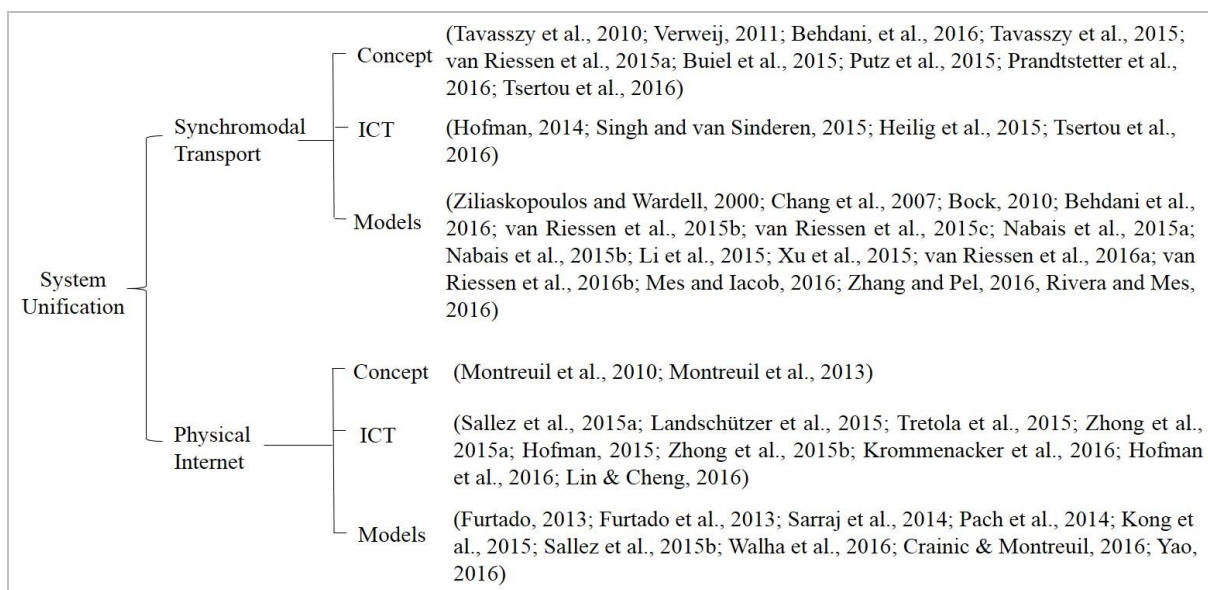 System
Unification
Synchromodal
Transport
Concept
(Tavasszy et al., 2010; Verweij, 2011; Behdani, et al., 2016; Tavasszy et al., 2015;
van Riessen et al., 2015a; Buiel et al., 2015; Putz et al., 2015; Prandtstetter et al.,
2016; Tsertou et al., 2016)
ICT
(Hofman, 2014; Singh and van Sinderen, 2015; Heilig et al., 2015; Tsertou et al.,
2016)
Models
(Ziliaskopoulos and Wardell, 2000; Chang et al., 2007; Bock, 2010; Behdani et al.,
2016; van Riessen et al., 2015b; van Riessen et al., 2015c; Nabais et al., 2015a;
Nabais et al., 2015b; Li et al., 2015; Xu et al., 2015; van Riessen et al., 2016a; van
Riessen et al., 2016b; Mes and Iacob, 2016; Zhang and Pel, 2016, Rivera and Mes,
2016)
Physical
Internet
Concept
(Montreuil et al., 2010; Montreuil et al., 2013)
ICT
(Sallez et al., 2015a; Landschützer et al., 2015; Tretola et al., 2015; Zhong et al.,
2015a; Hofman, 2015; Zhong et al., 2015b; Krommenacker et al., 2016; Hofman
et al., 2016; Lin & Cheng, 2016)
Models
(Furtado, 2013; Furtado et al., 2013; Sarraj et al., 2014; Pach et al., 2014; Kong et
al., 2015; Sallez et al., 2015b; Walha et al., 2016; Crainic & Montreuil, 2016; Yao,
2016)